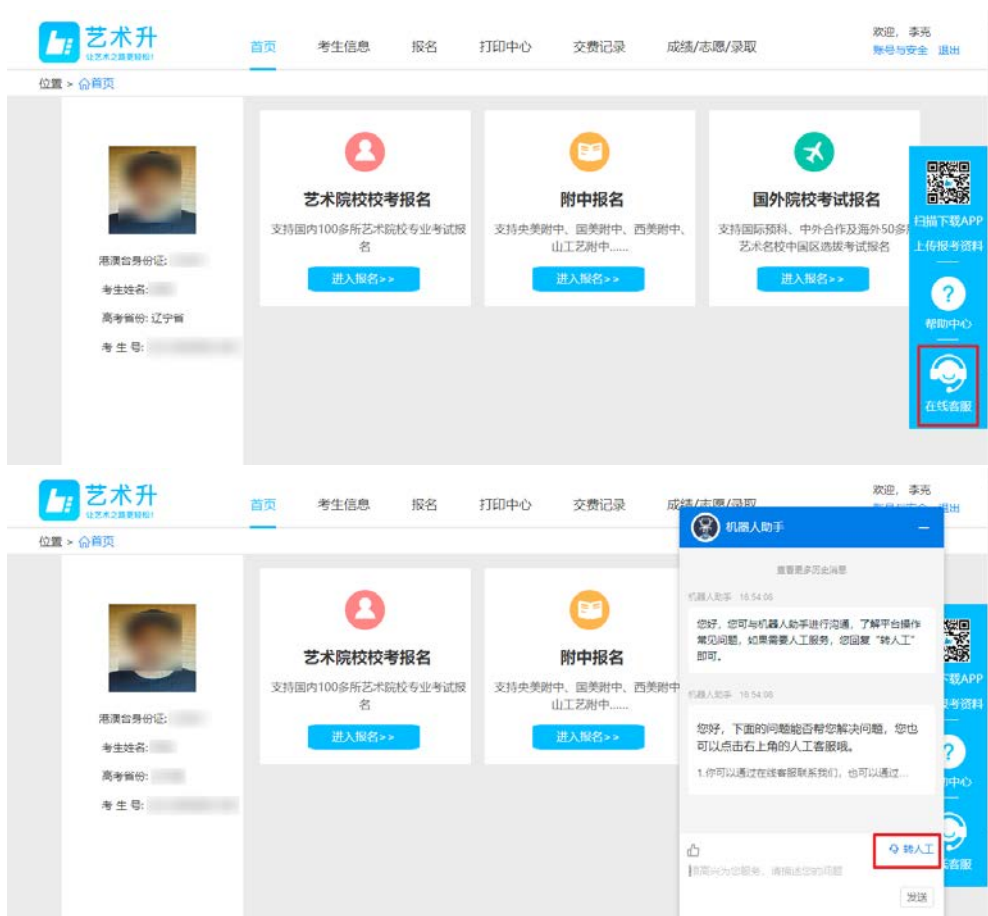 艺术升
让艺术之路更轻松!
首页 考生信息 报名 打印中心 交费记录 成绩/志愿/录取
欢迎, 李克
账号与安全 退出
位置 > 首页
港澳台身份证:
考生姓名:
高考省份: 辽宁省
考 生 号:
艺术院校校考报名
支持国内100多所艺术院校专业考试报
名
进入报名>>
附中报名
支持央美附中、国美附中、西美附中、
山工艺附中......
进入报名>>
国外院校考试报名
支持国际预科、中外合作及海外50多
艺术名校中国区选拔考试报名
进入报名>>
扫描下载APP
上传报考资料
帮助中心
在线客服
艺术升
让艺术之路更轻松!
首页 考生信息 报名 打印中心 交费记录 成绩/志愿/录取
欢迎, 李克
账号与安全 退出
位置 > 首页
港澳台身份证:
考生姓名:
高考省份:
考 生 号:
艺术院校校考报名
支持国内100多所艺术院校专业考试报
名
进入报名>>
附中报名
支持央美附中、国美附中、西美附中
山工艺附中......
进入报名>>
机器人助手
查看更多历史消息
机器人助手 16:54:08
您好，您可与机器人助手进行沟通，了解平台操作
常见问题，如果需要人工服务，您回复“转人工”
即可。
机器人助手 16:54:08
您好，下面的问题能否帮您解决问题，您也
可以点击右上角的人工客服哦。
1.你可以通过在线客服联系我们，也可以通过...
转人工
很高兴为您服务，请描述您的问题
发送
下载APP
报考资料
助中心
客服